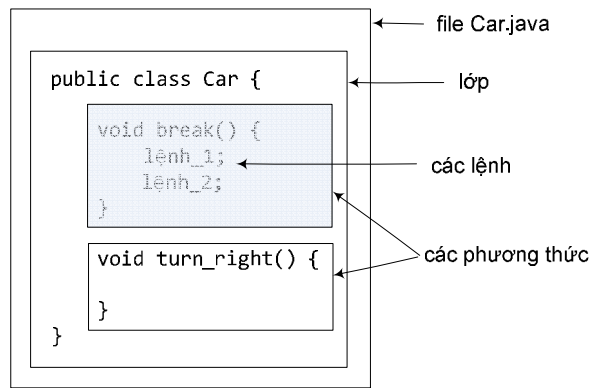 file Car.java
public class Car {
lớp
void break() {
lệnh_1;
lệnh_2;
}
các lệnh
void turn_right() {
}
các phương thức
}